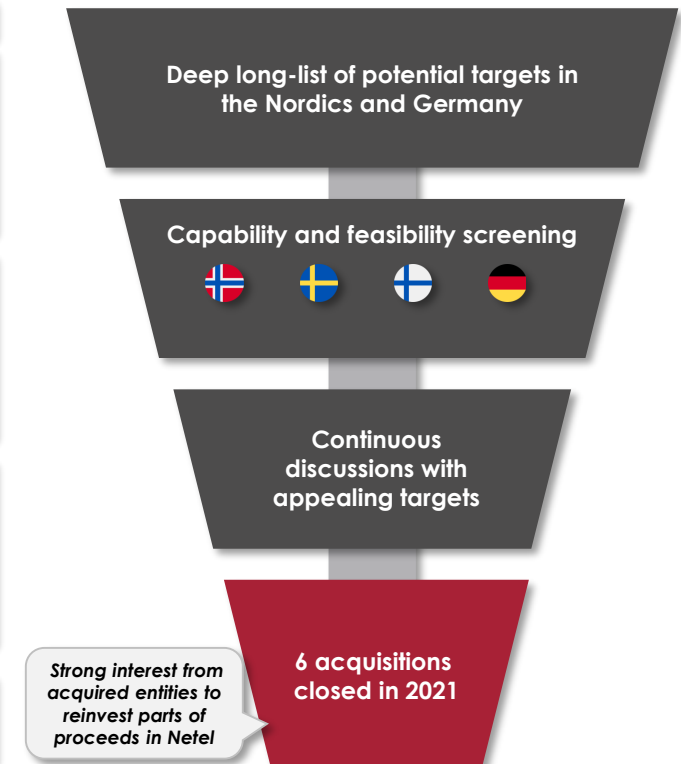 Deep long-list of potential targets in
the Nordics and Germany
Capability and feasibility screening
Continuous
discussions with
appealing targets
6 acquisitions
closed in 2021
Strong interest from
acquired entities to
reinvest parts of
proceeds in Netel